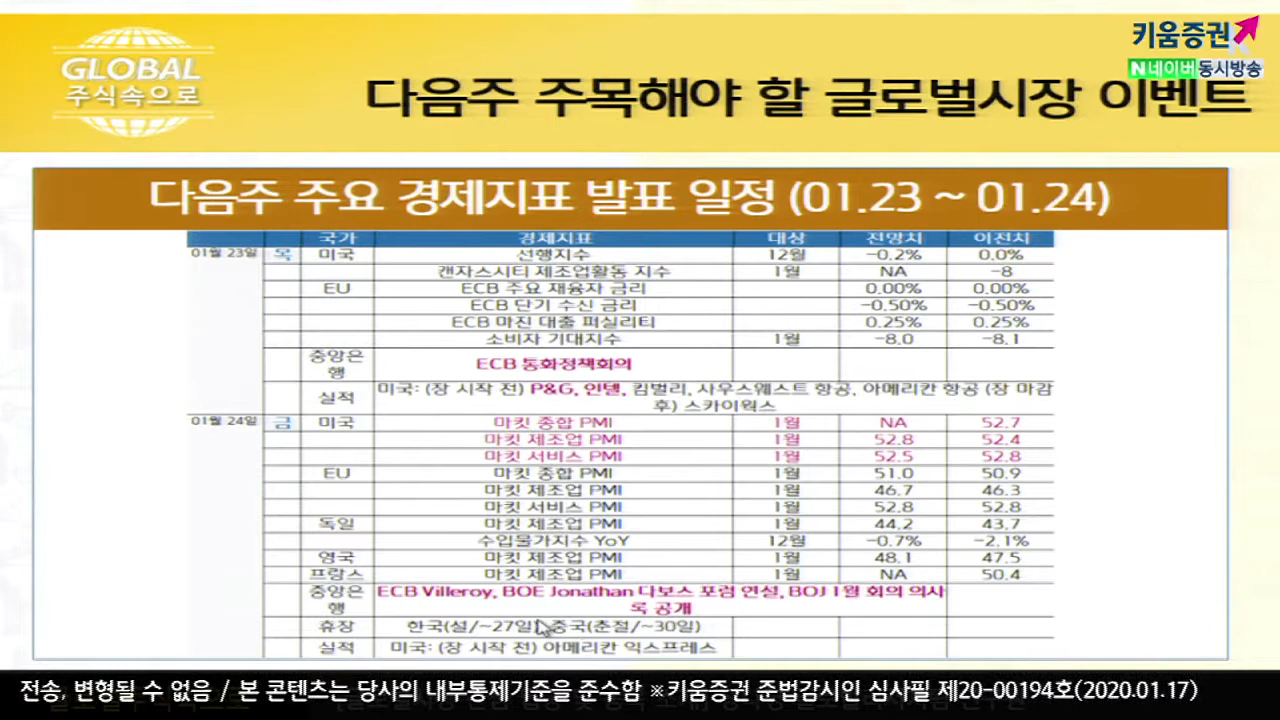 키움증권
GLOBAL
주식속으로
N 네이버 동시방송
다음주 주목해야 할 글로벌시장 이벤트
다음주 주요 경제지표 발표 일정 (01.23 ~ 01.24)
국가 경제지표 대상 전망치 이전치
01월 23일 목 미국 선행지수 12월 -0.2% 0.0%
캔자스시티 제조업활동 지수 1월 NA -8
EU ECB 주요 재융자 금리 0.00% 0.00%
ECB 단기 수신 금리 -0.50% -0.50%
ECB 마진 대출 퍼실리티 0.25% 0.25%
소비자 기대지수 1월 -8.0 -8.1
중앙은행 ECB 통화정책회의
실적 미국: (장 시작 전) P&G, 인텔, 킴벌리, 사우스웨스트 항공, 아메리칸 항공 (장 마감
후) 스카이웍스
01월 24일 금 미국 마킷 종합 PMI 1월 NA 52.7
마킷 제조업 PMI 1월 52.8 52.4
마킷 서비스 PMI 1월 52.5 52.8
EU 마킷 종합 PMI 1월 51.0 50.9
마킷 제조업 PMI 1월 46.7 46.3
마킷 서비스 PMI 1월 52.8 52.8
독일 마킷 제조업 PMI 1월 44.2 43.7
수입물가지수 YoY 12월 -0.7% -2.1%
영국 마킷 제조업 PMI 1월 48.1 47.5
프랑스 마킷 제조업 PMI 1월 NA 50.4
중앙은행 ECB Villeroy, BOE Jonathan 다보스 포럼 연설, BOJ 1월 회의 의사
록 공개
휴장 한국(설/~27일), 중국(춘절/~30일)
실적 미국: (장 시작 전) 아메리칸 익스프레스
전송, 변형될 수 없음 / 본 콘텐츠는 당사의 내부통제기준을 준수함 ※키움증권 준법감시인 심사필 제20-00194호(2020.01.17)